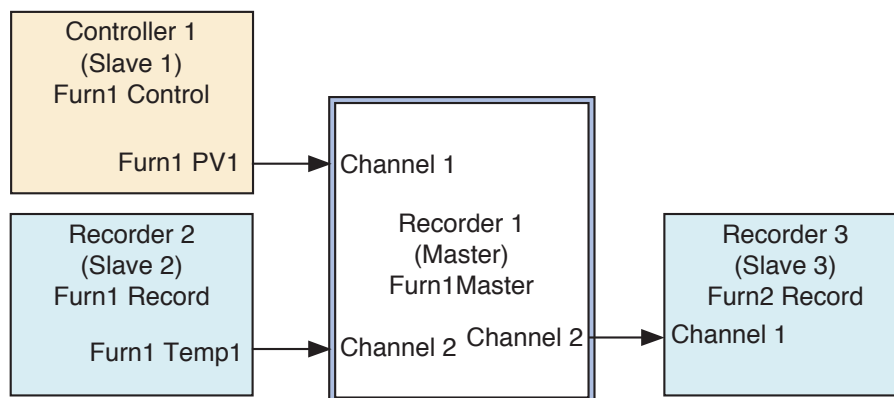 Controller 1
(Slave 1)
Furn1 Control
Furn1 PV1
Recorder 2
(Slave 2)
Furn1 Record
Furn1 Temp1
Channel 1
Recorder 1
(Master)
Furn1Master
Channel 2
Channel 2
Recorder 3
(Slave 3)
Furn2 Record
Channel 1